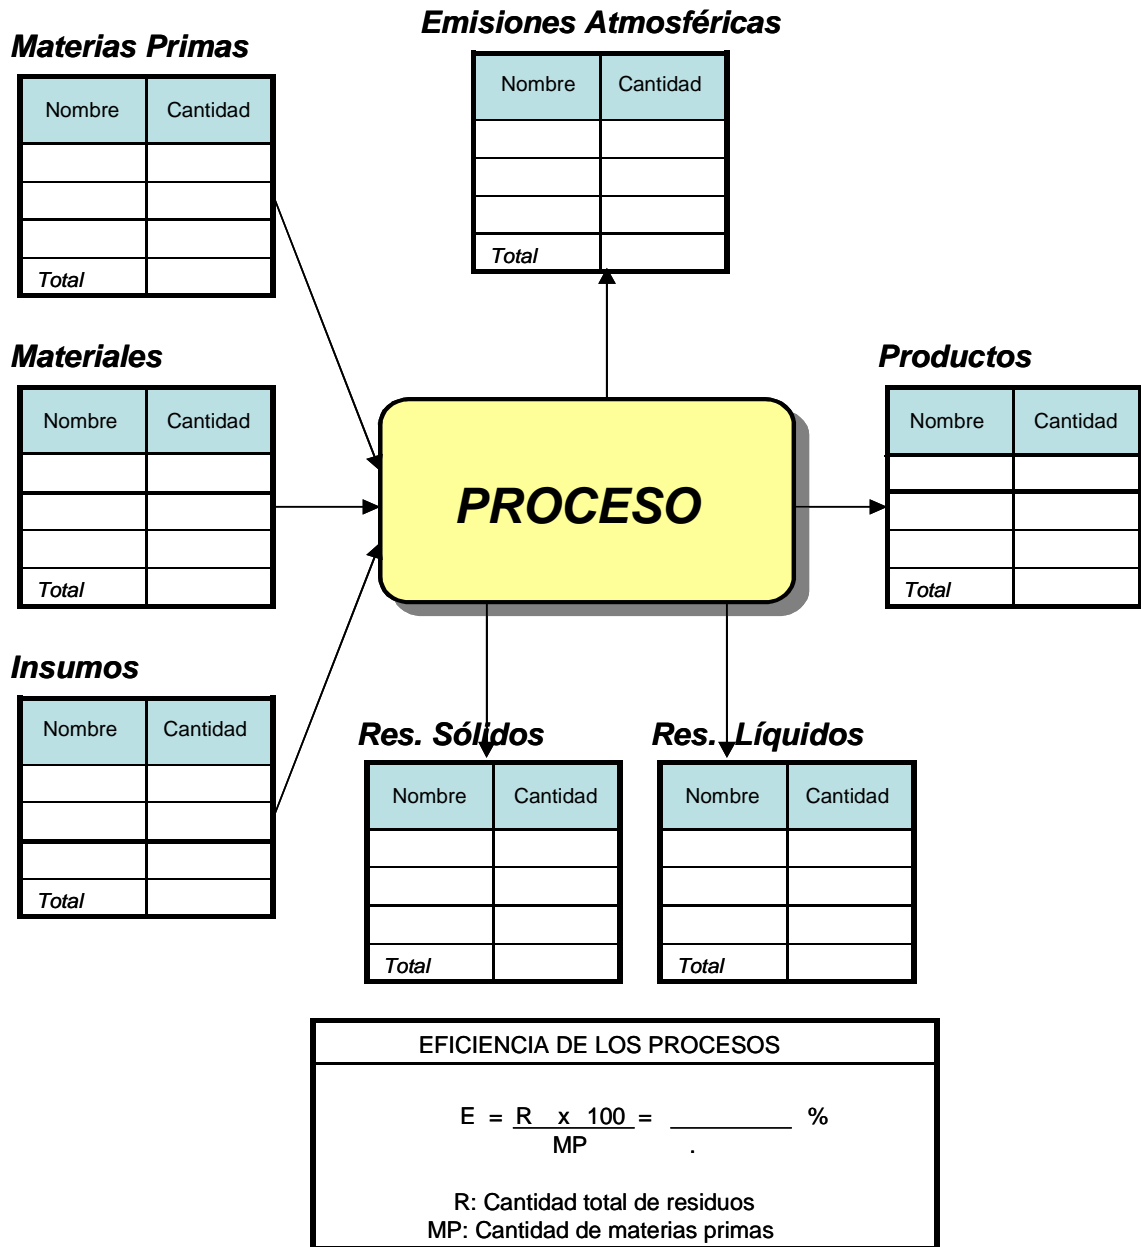 Emisiones Atmosféricas
Materias Primas
Nombre Cantidad
Total
Nombre Cantidad
Total
Materiales
Nombre Cantidad
Total
PROCESO
Productos
Nombre Cantidad
Total
Insumos
Nombre Cantidad
Total
Res. Sólidos
Nombre Cantidad
Total
Res. Líquidos
Nombre Cantidad
Total
EFICIENCIA DE LOS PROCESOS
E = R x 100 = __________ %
MP .
R: Cantidad total de residuos
MP: Cantidad de materias primas